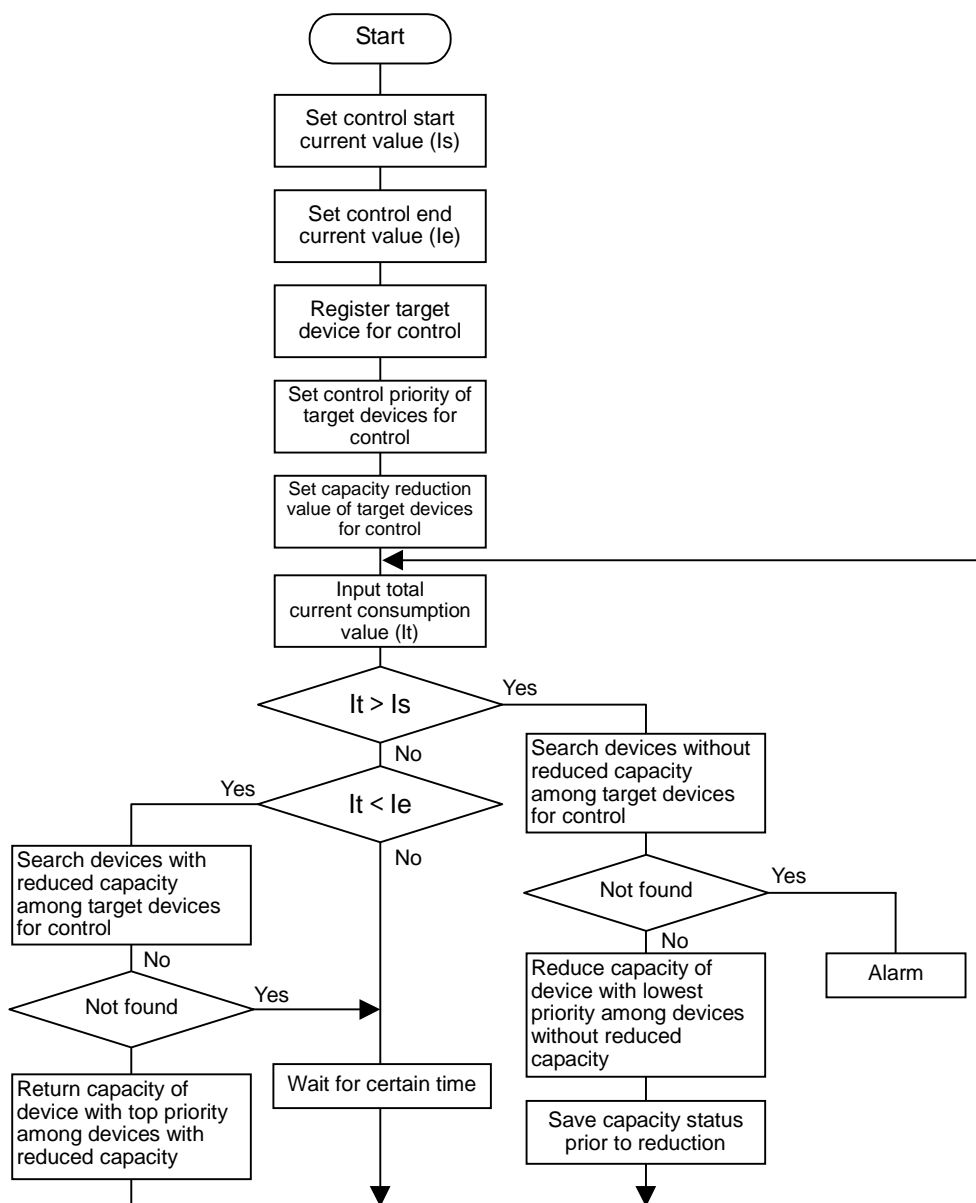 Start
Set control start
current value (Is)
Set control end
current value (Ie)
Register target
device for control
Set control priority of
target devices for
control
Set capacity reduction
value of target devices
for control
Input total
current consumption
value (It)
It > Is
Yes
No
Search devices without
reduced capacity
among target devices
for control
It < Ie
Yes
No
Search devices with
reduced capacity
among target devices
for control
Not found
Yes
No
Alarm
No
Not found
Yes
Reduce capacity of
device with lowest
priority among devices
without reduced
capacity
Return capacity of
device with top priority
among devices with
reduced capacity
Wait for certain time
Save capacity status
prior to reduction